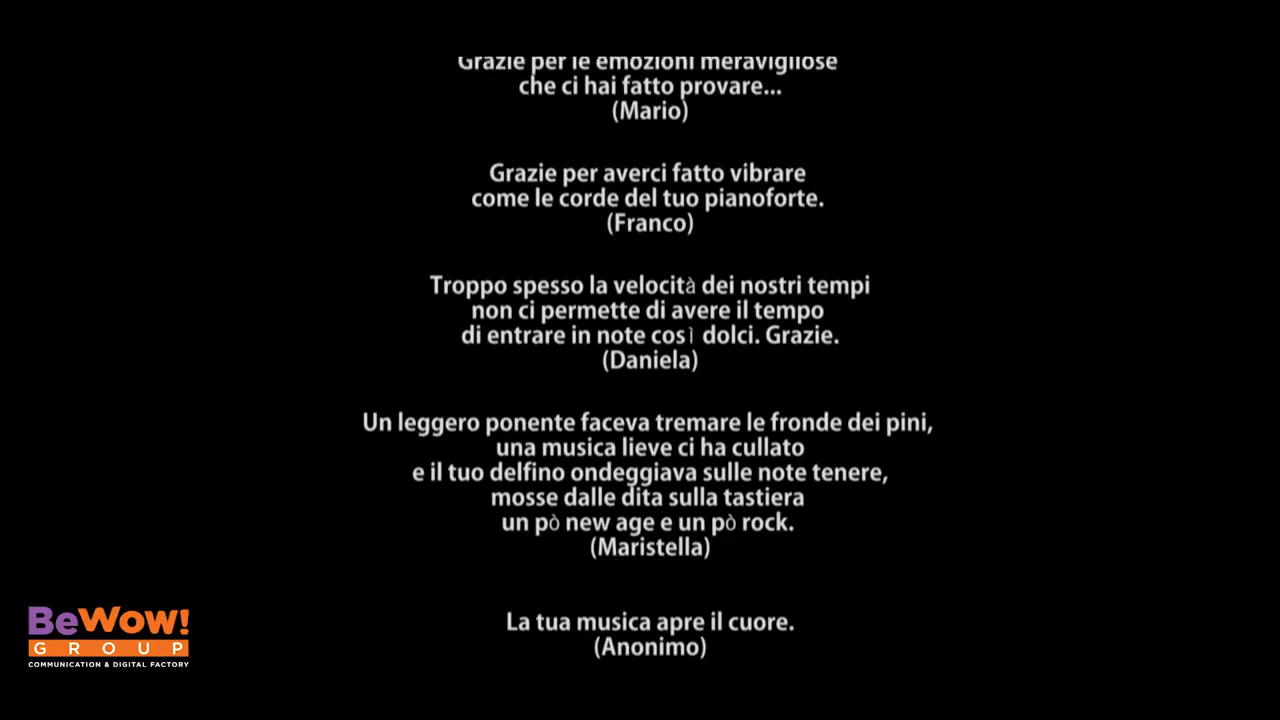 Grazie per le emozioni meravigliose
che ci hai fatto provare...
(Mario)
Grazie per averci fatto vibrare
come le corde del tuo pianoforte.
(Franco)
Troppo spesso la velocità dei nostri tempi
non ci permette di avere il tempo
di entrare in note così dolci. Grazie.
(Daniela)
Un leggero ponente faceva tremare le fronde dei pini,
una musica lieve ci ha cullato
e il tuo delfino ondeggiava sulle note tenere,
mosse dalle dita sulla tastiera
un pò new age e un pò rock.
(Maristella)
La tua musica apre il cuore.
(Anonimo)
BeWow!
GROUP
COMMUNICATION & DIGITAL FACTORY